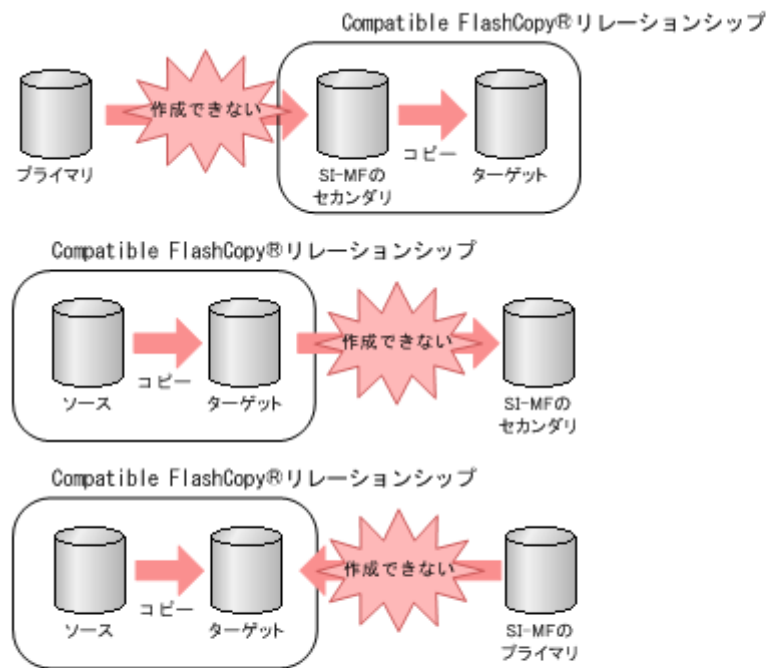 Compatible FlashCopy®リレーションシップ
作成できない
プライマリ
SI-MFの
セカンダリ
コピー
ターゲット
Compatible FlashCopy®リレーションシップ
ソース
コピー
ターゲット
作成できない
SI-MFの
セカンダリ
Compatible FlashCopy®リレーションシップ
ソース
コピー
ターゲット
作成できない
SI-MFの
プライマリ